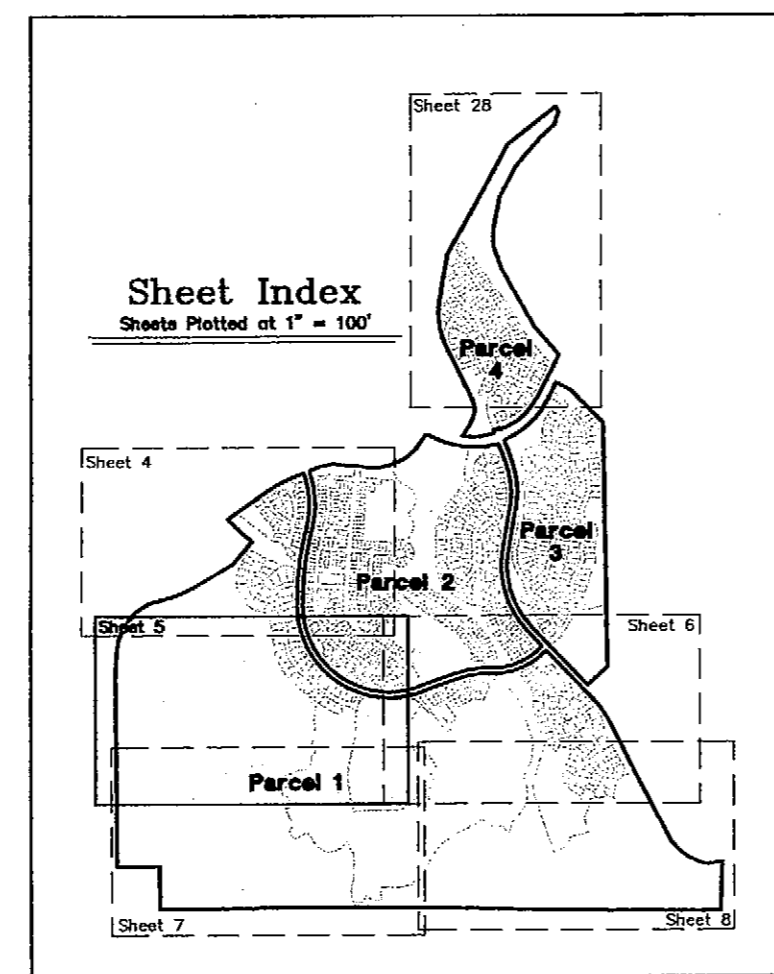 Sheet 28
Sheet Index
Sheets Plotted at 1" = 100'
Parcel
4
Sheet 4
Parcel
3
Parcel 2
Sheet 5
Sheet 6
Parcel 1
Sheet 7
Sheet 8